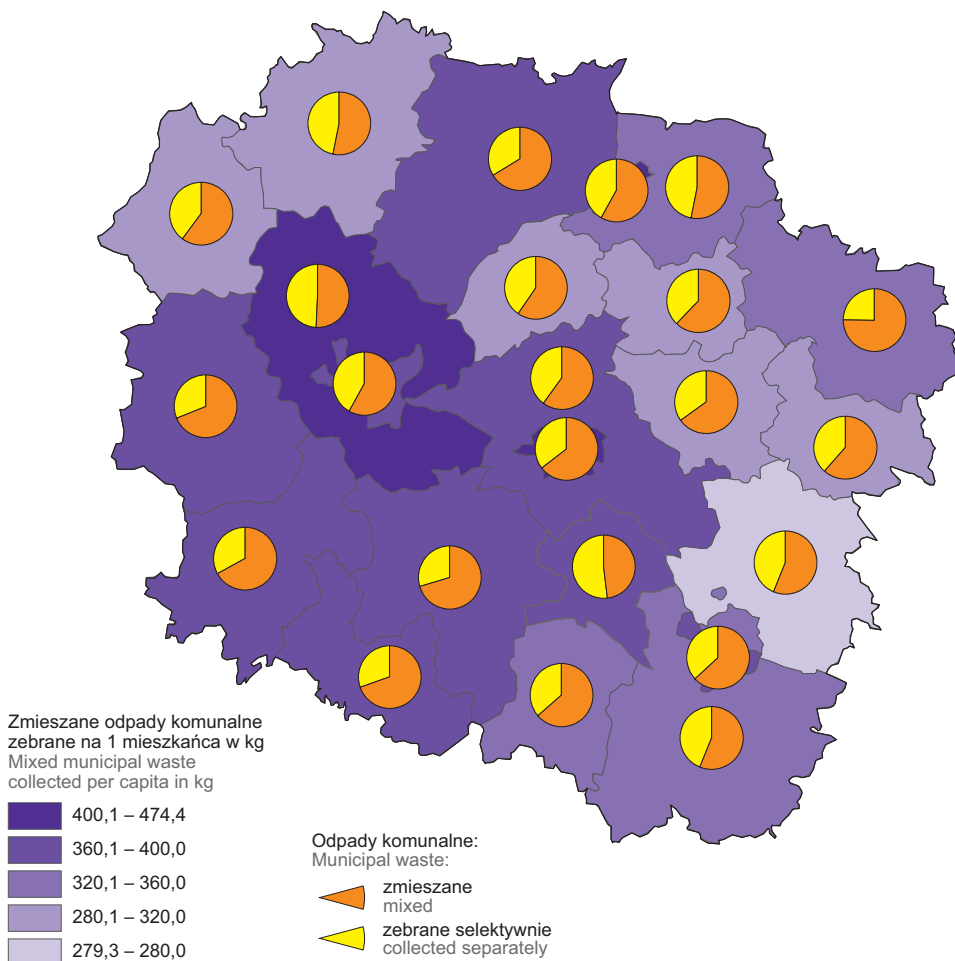 Zmieszane odpady komunalne
zebrane na 1 mieszkańca w kg
Mixed municipal waste
collected per capita in kg
400,1 – 474,4
360,1 – 400,0
320,1 – 360,0
280,1 – 320,0
279,3 – 280,0
Odpady komunalne:
Municipal waste:
zmieszane
mixed
zebrane selektywnie
collected separately